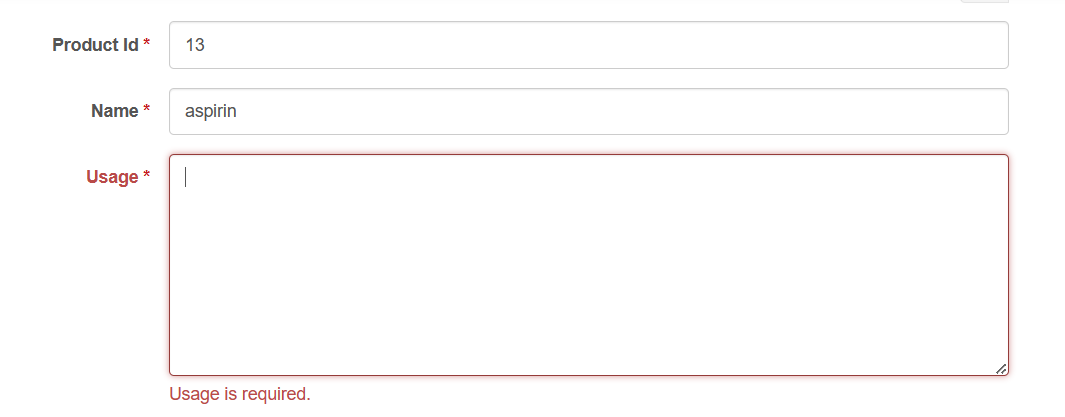 Product Id * 13
Name * aspirin
Usage *
Usage is required.